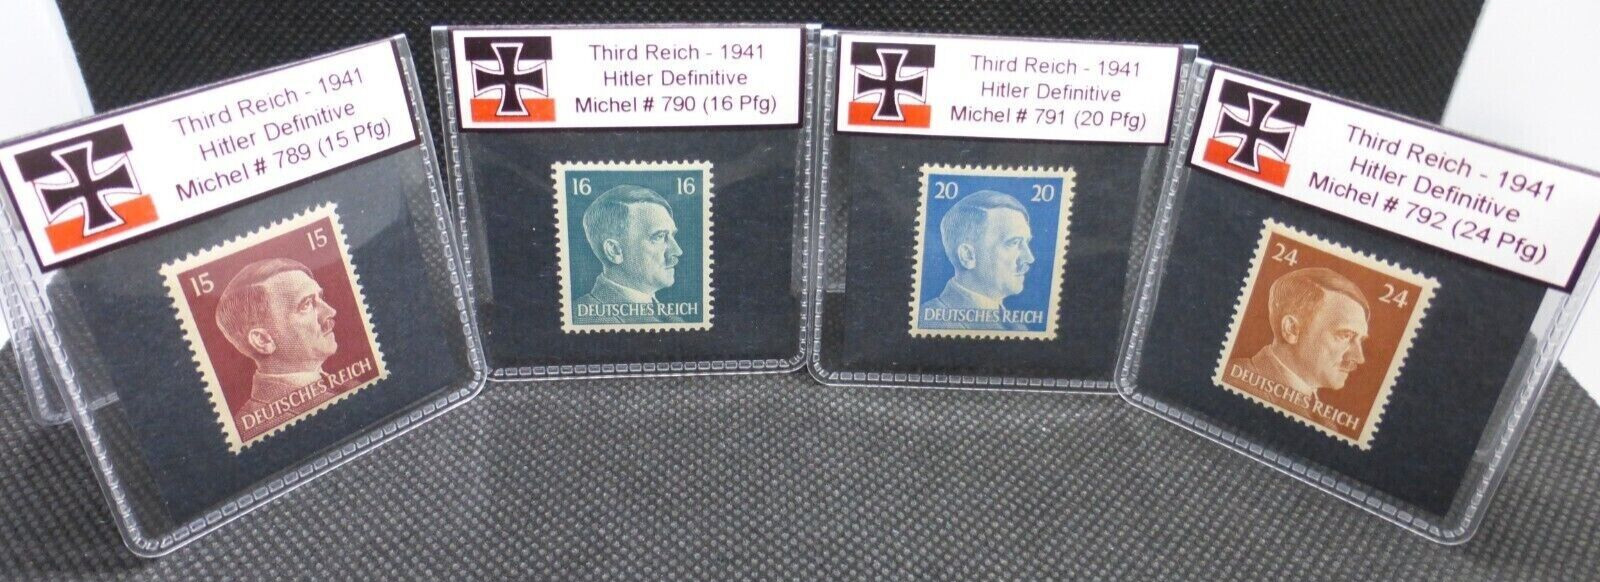 Third Reich - 1941
Hitler Definitive
Michel # 789 (15 Pfg)
15 15
DEUTSCHES REICH
Third Reich - 1941
Hitler Definitive
Michel # 790 (16 Pfg)
16 16
DEUTSCHES REICH
Third Reich - 1941
Hitler Definitive
Michel # 791 (20 Pfg)
20 20
DEUTSCHES REICH
Third Reich - 1941
Hitler Definitive
Michel # 792 (24 Pfg)
24 24
DEUTSCHES REICH